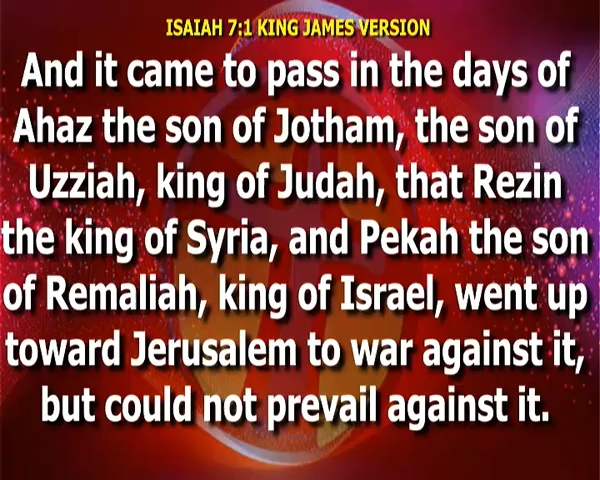 ISAIAH 7:1 KING JAMES VERSION
And it came to pass in the days of
Ahaz the son of Jotham, the son of
Uzziah, king of Judah, that Rezin
the king of Syria, and Pekah the son
of Remaliah, king of Israel, went up
toward Jerusalem to war against it,
but could not prevail against it.